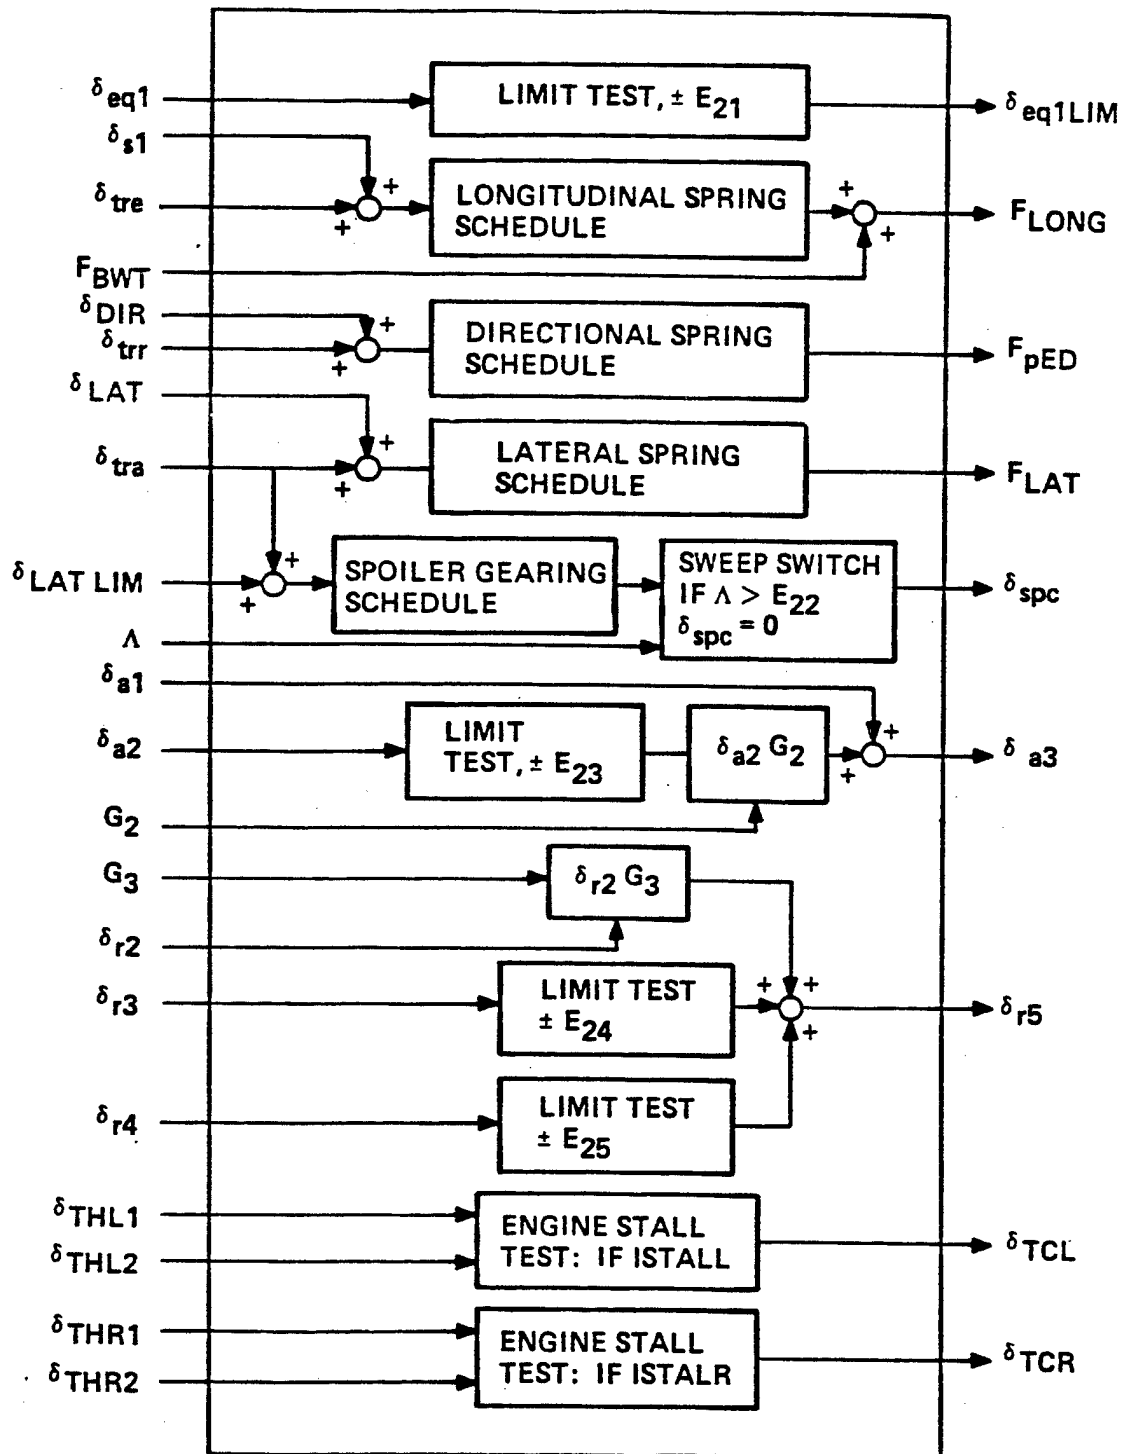 δeq1
LIMIT TEST, ± E21
δeq1LIM
δs1
δtre
+
+
LONGITUDINAL SPRING
SCHEDULE
+
+
FLONG
FBWT
δDIR
δtrr
+
+
DIRECTIONAL SPRING
SCHEDULE
FpED
δLAT
δtra
+
+
LATERAL SPRING
SCHEDULE
FLAT
δLAT LIM
+
+
SPOILER GEARING
SCHEDULE
SWEEP SWITCH
IF Λ > E22
δspc = 0
δspc
Λ
δa1
δa2
LIMIT
TEST, ± E23
δa2 G2
+
+
δa3
G2
G3
δr2 G3
δr2
δr3
LIMIT TEST
± E24
+
+
+
δr5
δr4
LIMIT TEST
± E25
δTHL1
δTHL2
ENGINE STALL
TEST: IF ISTALL
δTCL
δTHR1
δTHR2
ENGINE STALL
TEST: IF ISTALR
δTCR